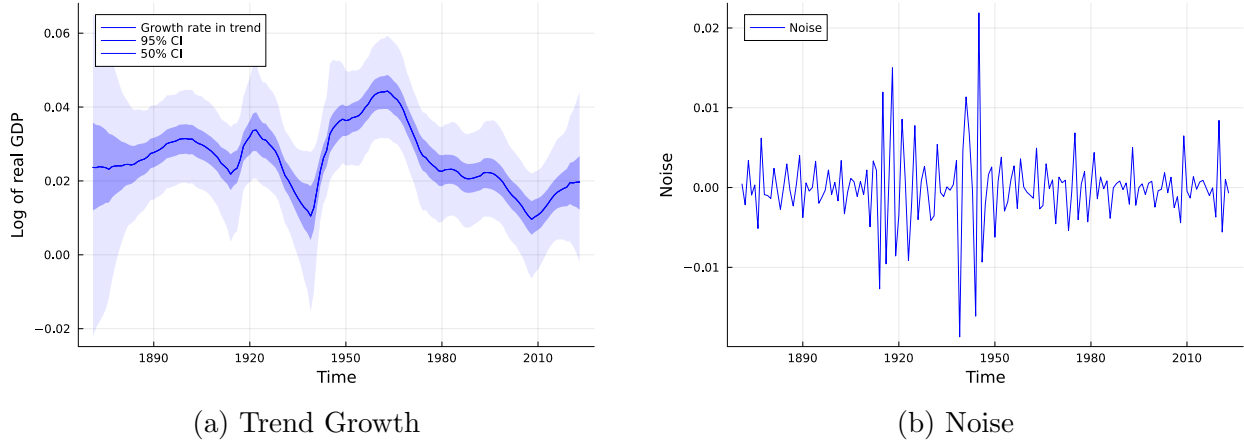 Growth rate in trend
95% CI
50% CI
Log of real GDP
0.06
0.04
0.02
0.00
−0.02
1890
1920
1950
1980
2010
Time
(a) Trend Growth
Noise
Noise
0.02
0.01
0.00
−0.01
1890
1920
1950
1980
2010
Time
(b) Noise